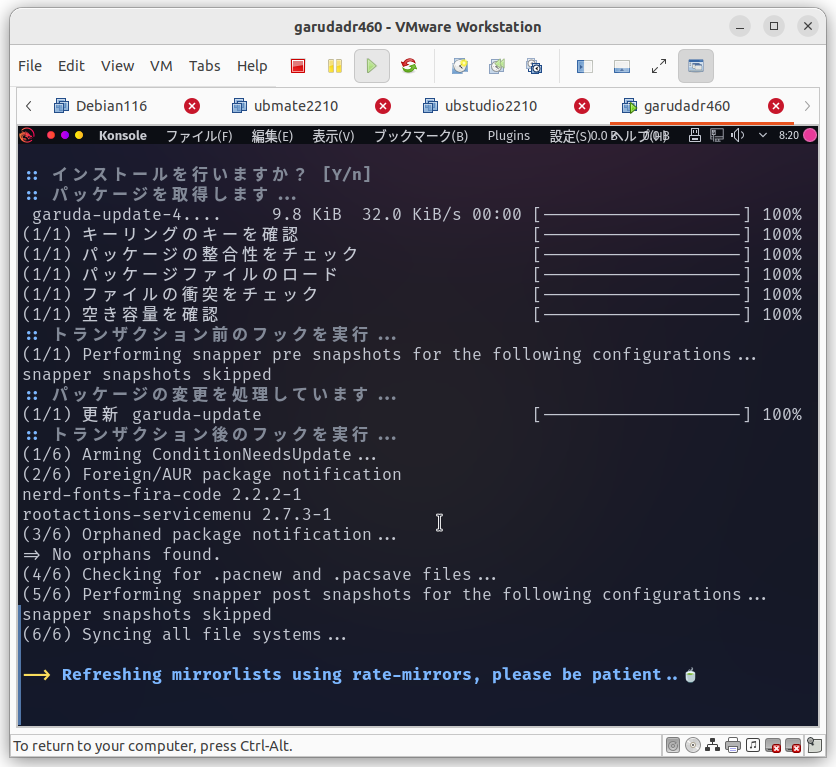 garudadr460 - VMware Workstation
File Edit View VM Tabs Help
Debian116 ubmate2210 ubstudio2210 garudadr460
Konsole ファイル(F) 編集(E) 表示(V) ブックマーク(B) Plugins 設定(S) ヘルプ(H) 8:20
:: インストールを行いますか？ [Y/n]
:: パッケージを取得します...
garuda-update-4.... 9.8 KiB 32.0 KiB/s 00:00 [――――――――――――――――――――] 100%
(1/1) キーリングのキーを確認 [――――――――――――――――――――] 100%
(1/1) パッケージの整合性をチェック [――――――――――――――――――――] 100%
(1/1) パッケージファイルのロード [――――――――――――――――――――] 100%
(1/1) ファイルの衝突をチェック [――――――――――――――――――――] 100%
(1/1) 空き容量を確認 [――――――――――――――――――――] 100%
:: トランザクション前のフックを実行...
(1/1) Performing snapper pre snapshots for the following configurations...
snapper snapshots skipped
:: パッケージの変更を処理しています...
(1/1) 更新 garuda-update [――――――――――――――――――――] 100%
:: トランザクション後のフックを実行...
(1/6) Arming ConditionNeedsUpdate...
(2/6) Foreign/AUR package notification
nerd-fonts-fira-code 2.2.2-1
rootactions-servicemenu 2.7.3-1
(3/6) Orphaned package notification...
=> No orphans found.
(4/6) Checking for .pacnew and .pacsave files...
(5/6) Performing snapper post snapshots for the following configurations...
snapper snapshots skipped
(6/6) Syncing all file systems...
--> Refreshing mirrorlists using rate-mirrors, please be patient..🍵
To return to your computer, press Ctrl-Alt.